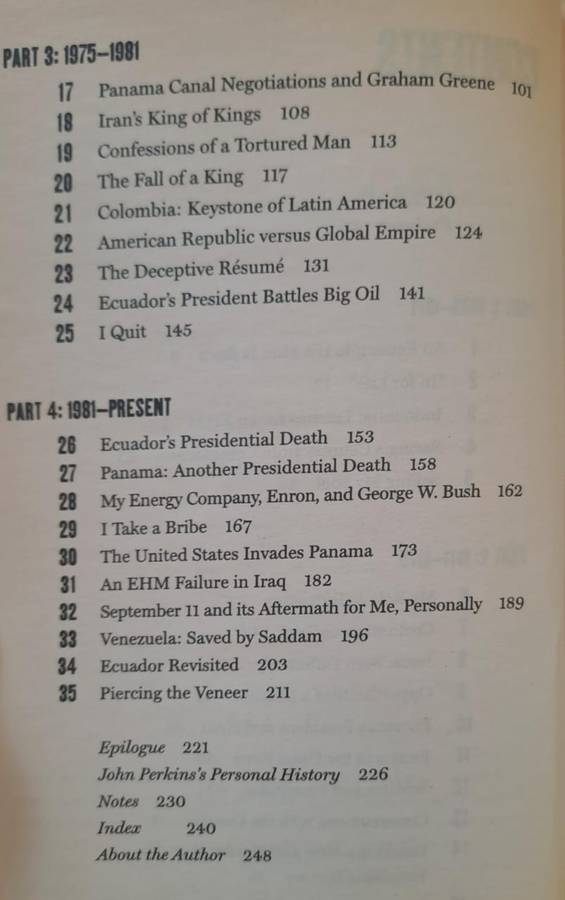 PART 3: 1975–1981
17 Panama Canal Negotiations and Graham Greene 101
18 Iran's King of Kings 108
19 Confessions of a Tortured Man 113
20 The Fall of a King 117
21 Colombia: Keystone of Latin America 120
22 American Republic versus Global Empire 124
23 The Deceptive Résumé 131
24 Ecuador's President Battles Big Oil 141
25 I Quit 145
PART 4: 1981–PRESENT
26 Ecuador's Presidential Death 153
27 Panama: Another Presidential Death 158
28 My Energy Company, Enron, and George W. Bush 162
29 I Take a Bribe 167
30 The United States Invades Panama 173
31 An EHM Failure in Iraq 182
32 September 11 and its Aftermath for Me, Personally 189
33 Venezuela: Saved by Saddam 196
34 Ecuador Revisited 203
35 Piercing the Veneer 211
Epilogue 221
John Perkins's Personal History 226
Notes 230
Index 240
About the Author 248